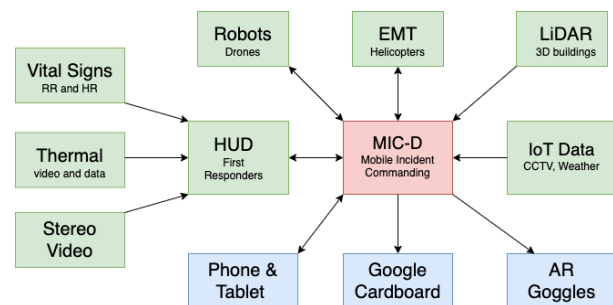 Robots
Drones
EMT
Helicopters
LiDAR
3D buildings
Vital Signs
RR and HR
Thermal
video and data
HUD
First
Responders
MIC-D
Mobile Incident
Commanding
IoT Data
CCTV, Weather
Stereo
Video
Phone &
Tablet
Google
Cardboard
AR
Goggles